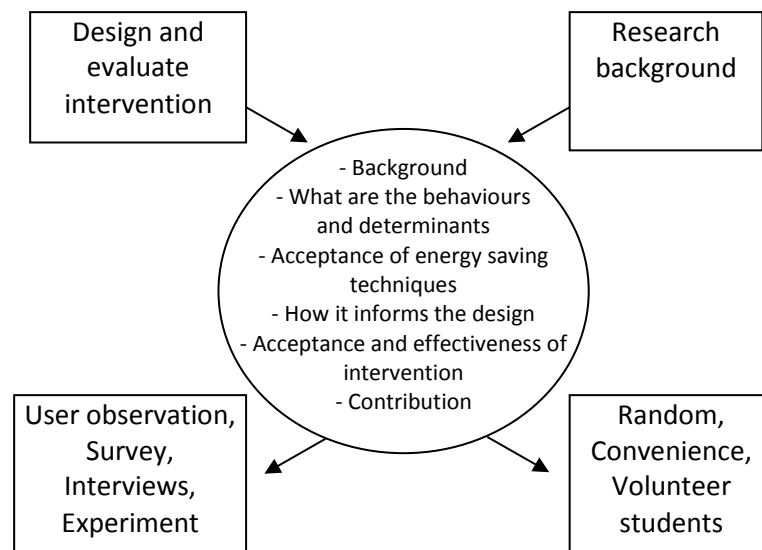 Design and
evaluate
intervention
Research
background
- Background
- What are the behaviours
and determinants
- Acceptance of energy saving
techniques
- How it informs the design
- Acceptance and effectiveness of
intervention
- Contribution
User observation,
Survey,
Interviews,
Experiment
Random,
Convenience,
Volunteer
students